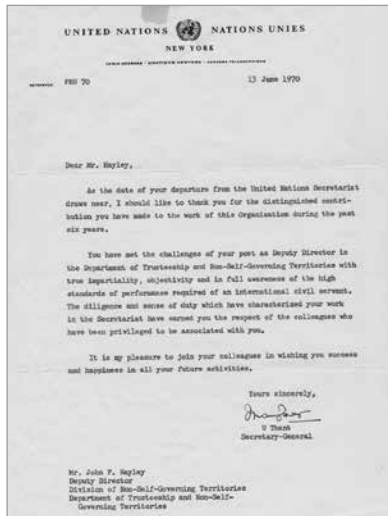 UNITED NATIONS NATIONS UNIES
NEW YORK
13 June 1970
Dear Mr. Hayley,
As the date of your departure from the United Nations Secretariat
draws near, I should like to thank you for the distinguished contri-
bution you have made to the work of this Organization during the past
six years.
You have met the challenges of your post as Deputy Director in
the Department of Trusteeship and Non-Self-Governing Territories with
true impartiality, objectivity and in full awareness of the high
standards of performance required of an international civil servant.
The diligence and sense of duty which have characterized your work
in the Secretariat have earned you the respect of the colleagues who
have been privileged to be associated with you.
It is my pleasure to join your colleagues in wishing you success
and happiness in all your future activities.
Yours sincerely,
U Thant
Secretary-General
Mr. John F. Hayley
Deputy Director
Division of Non-Self-Governing Territories
Department of Trusteeship and Non-Self-
Governing Territories